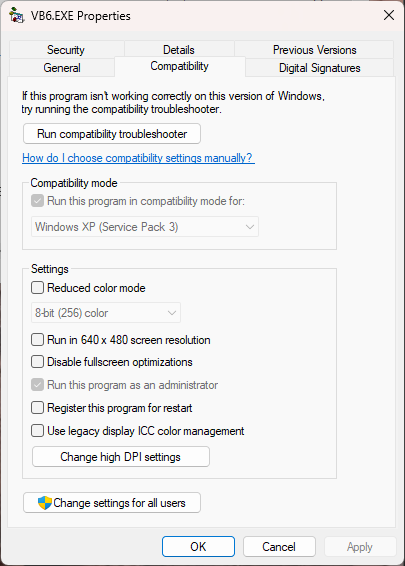 VB6.EXE Properties
Security Details Previous Versions
General Compatibility Digital Signatures
If this program isn't working correctly on this version of Windows,
try running the compatibility troubleshooter.
Run compatibility troubleshooter
How do I choose compatibility settings manually?
Compatibility mode
Run this program in compatibility mode for:
Windows XP (Service Pack 3)
Settings
Reduced color mode
8-bit (256) color
Run in 640 x 480 screen resolution
Disable fullscreen optimizations
Run this program as an administrator
Register this program for restart
Use legacy display ICC color management
Change high DPI settings
Change settings for all users
OK Cancel Apply